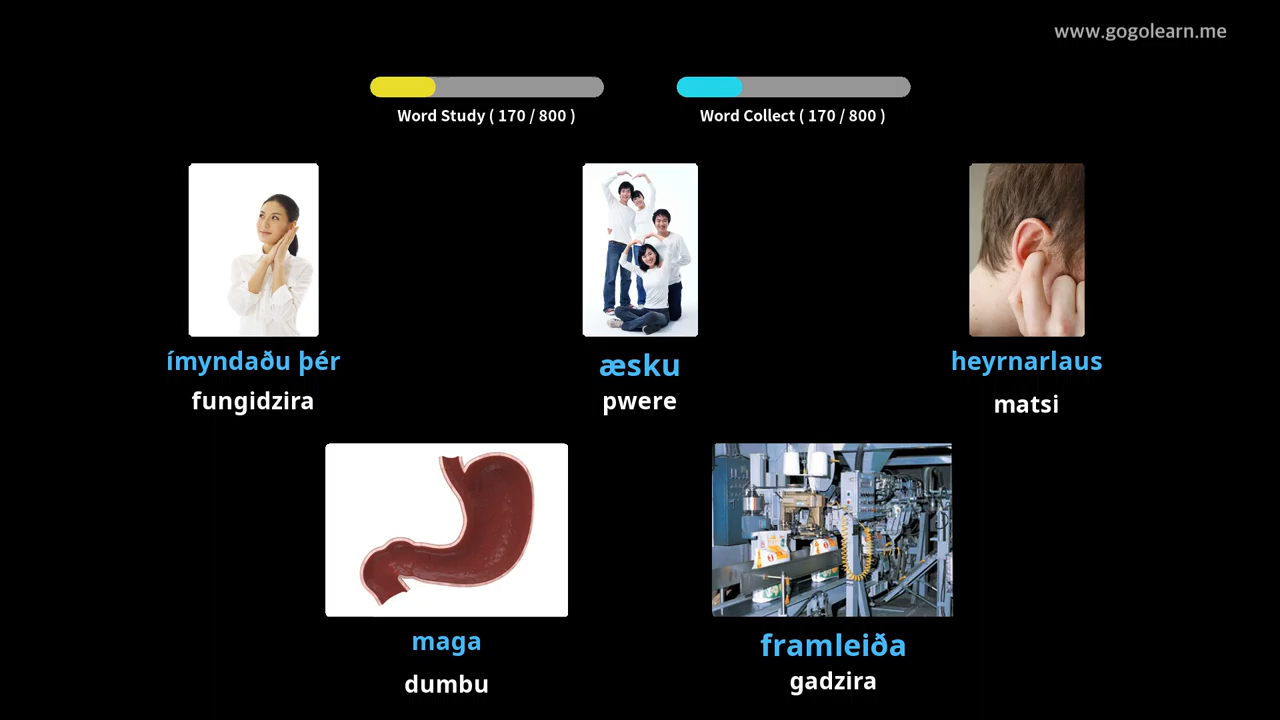 www.gogolearn.me
Word Study ( 170 / 800 )
Word Collect ( 170 / 800 )
ímyndaðu þér
fungidzira
æsku
pwere
heyrnarlaus
matsi
maga
dumbu
framleiða
gadzira